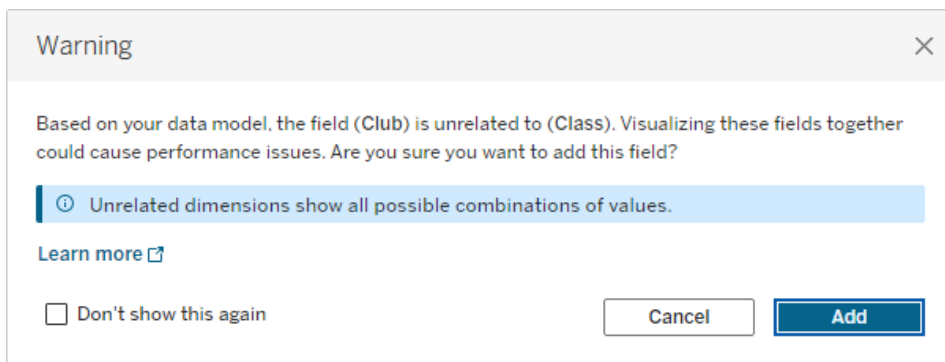 Warning
Based on your data model, the field (Club) is unrelated to (Class). Visualizing these fields together
could cause performance issues. Are you sure you want to add this field?
Unrelated dimensions show all possible combinations of values.
Learn more
Don't show this again
Cancel
Add